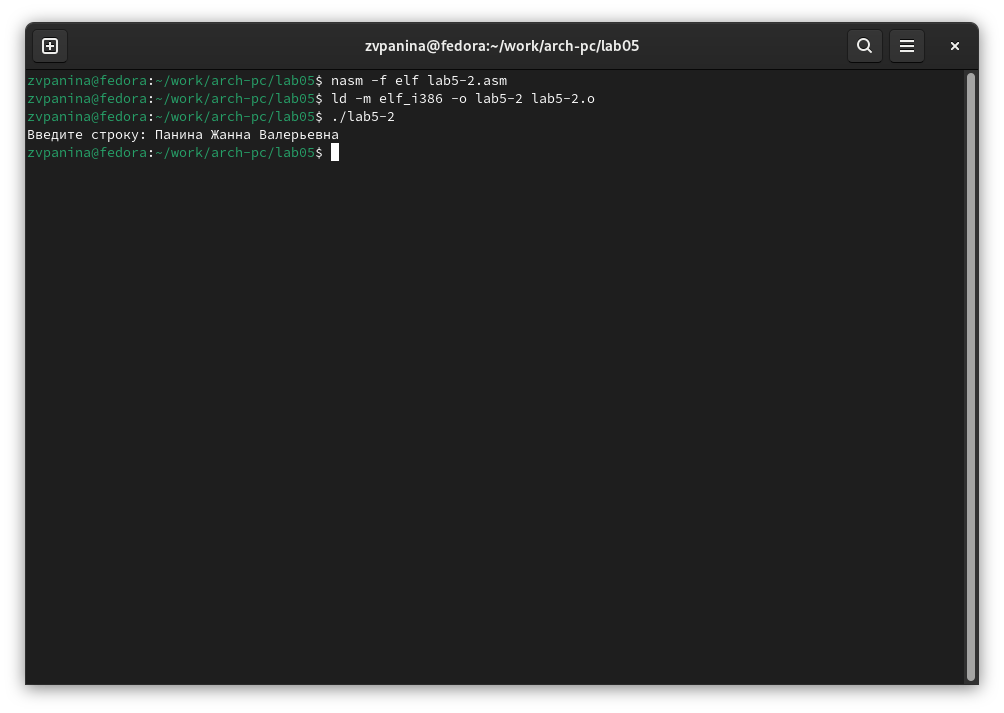 zvpanina@fedora:~/work/arch-pc/lab05
zvpanina@fedora:~/work/arch-pc/lab05$ nasm -f elf lab5-2.asm
zvpanina@fedora:~/work/arch-pc/lab05$ ld -m elf_i386 -o lab5-2 lab5-2.o
zvpanina@fedora:~/work/arch-pc/lab05$ ./lab5-2
Введите строку: Панина Жанна Валерьевна
zvpanina@fedora:~/work/arch-pc/lab05$